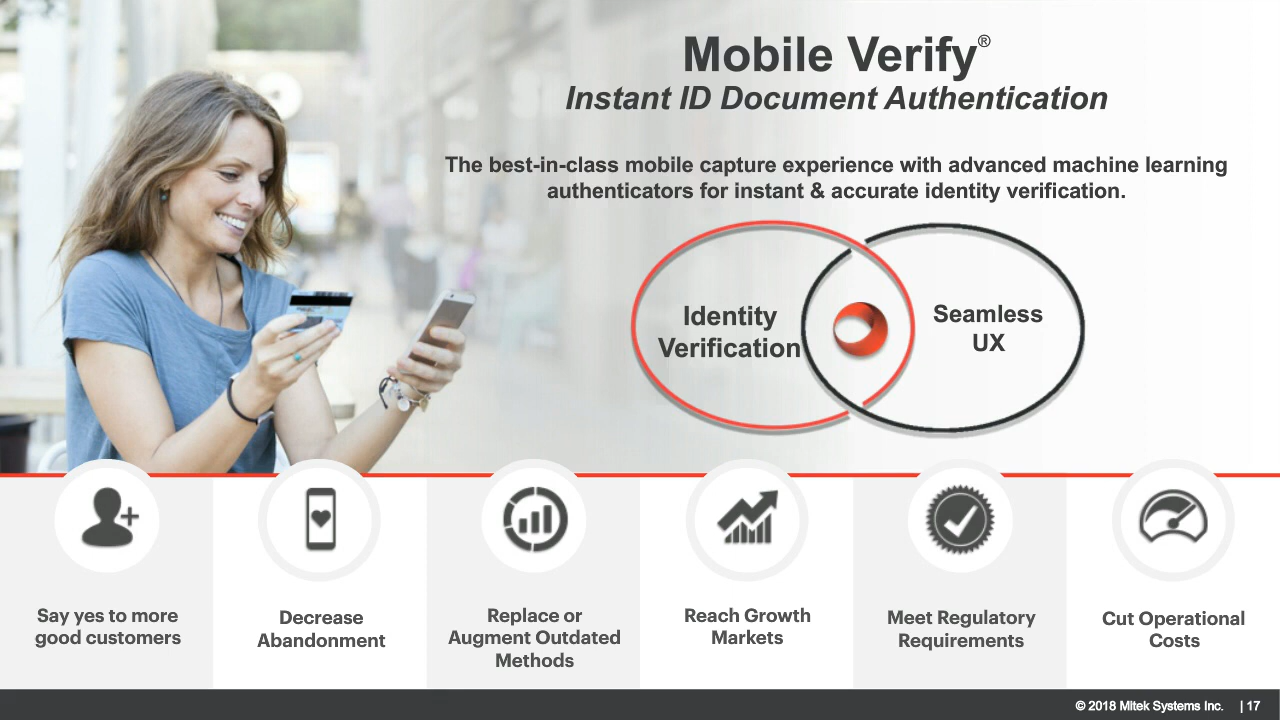 Mobile Verify®
Instant ID Document Authentication
The best-in-class mobile capture experience with advanced machine learning
authenticators for instant & accurate identity verification.
Identity
Verification
Seamless
UX
Say yes to more
good customers
Decrease
Abandonment
Replace or
Augment Outdated
Methods
Reach Growth
Markets
Meet Regulatory
Requirements
Cut Operational
Costs
© 2018 Mitek Systems Inc. | 17